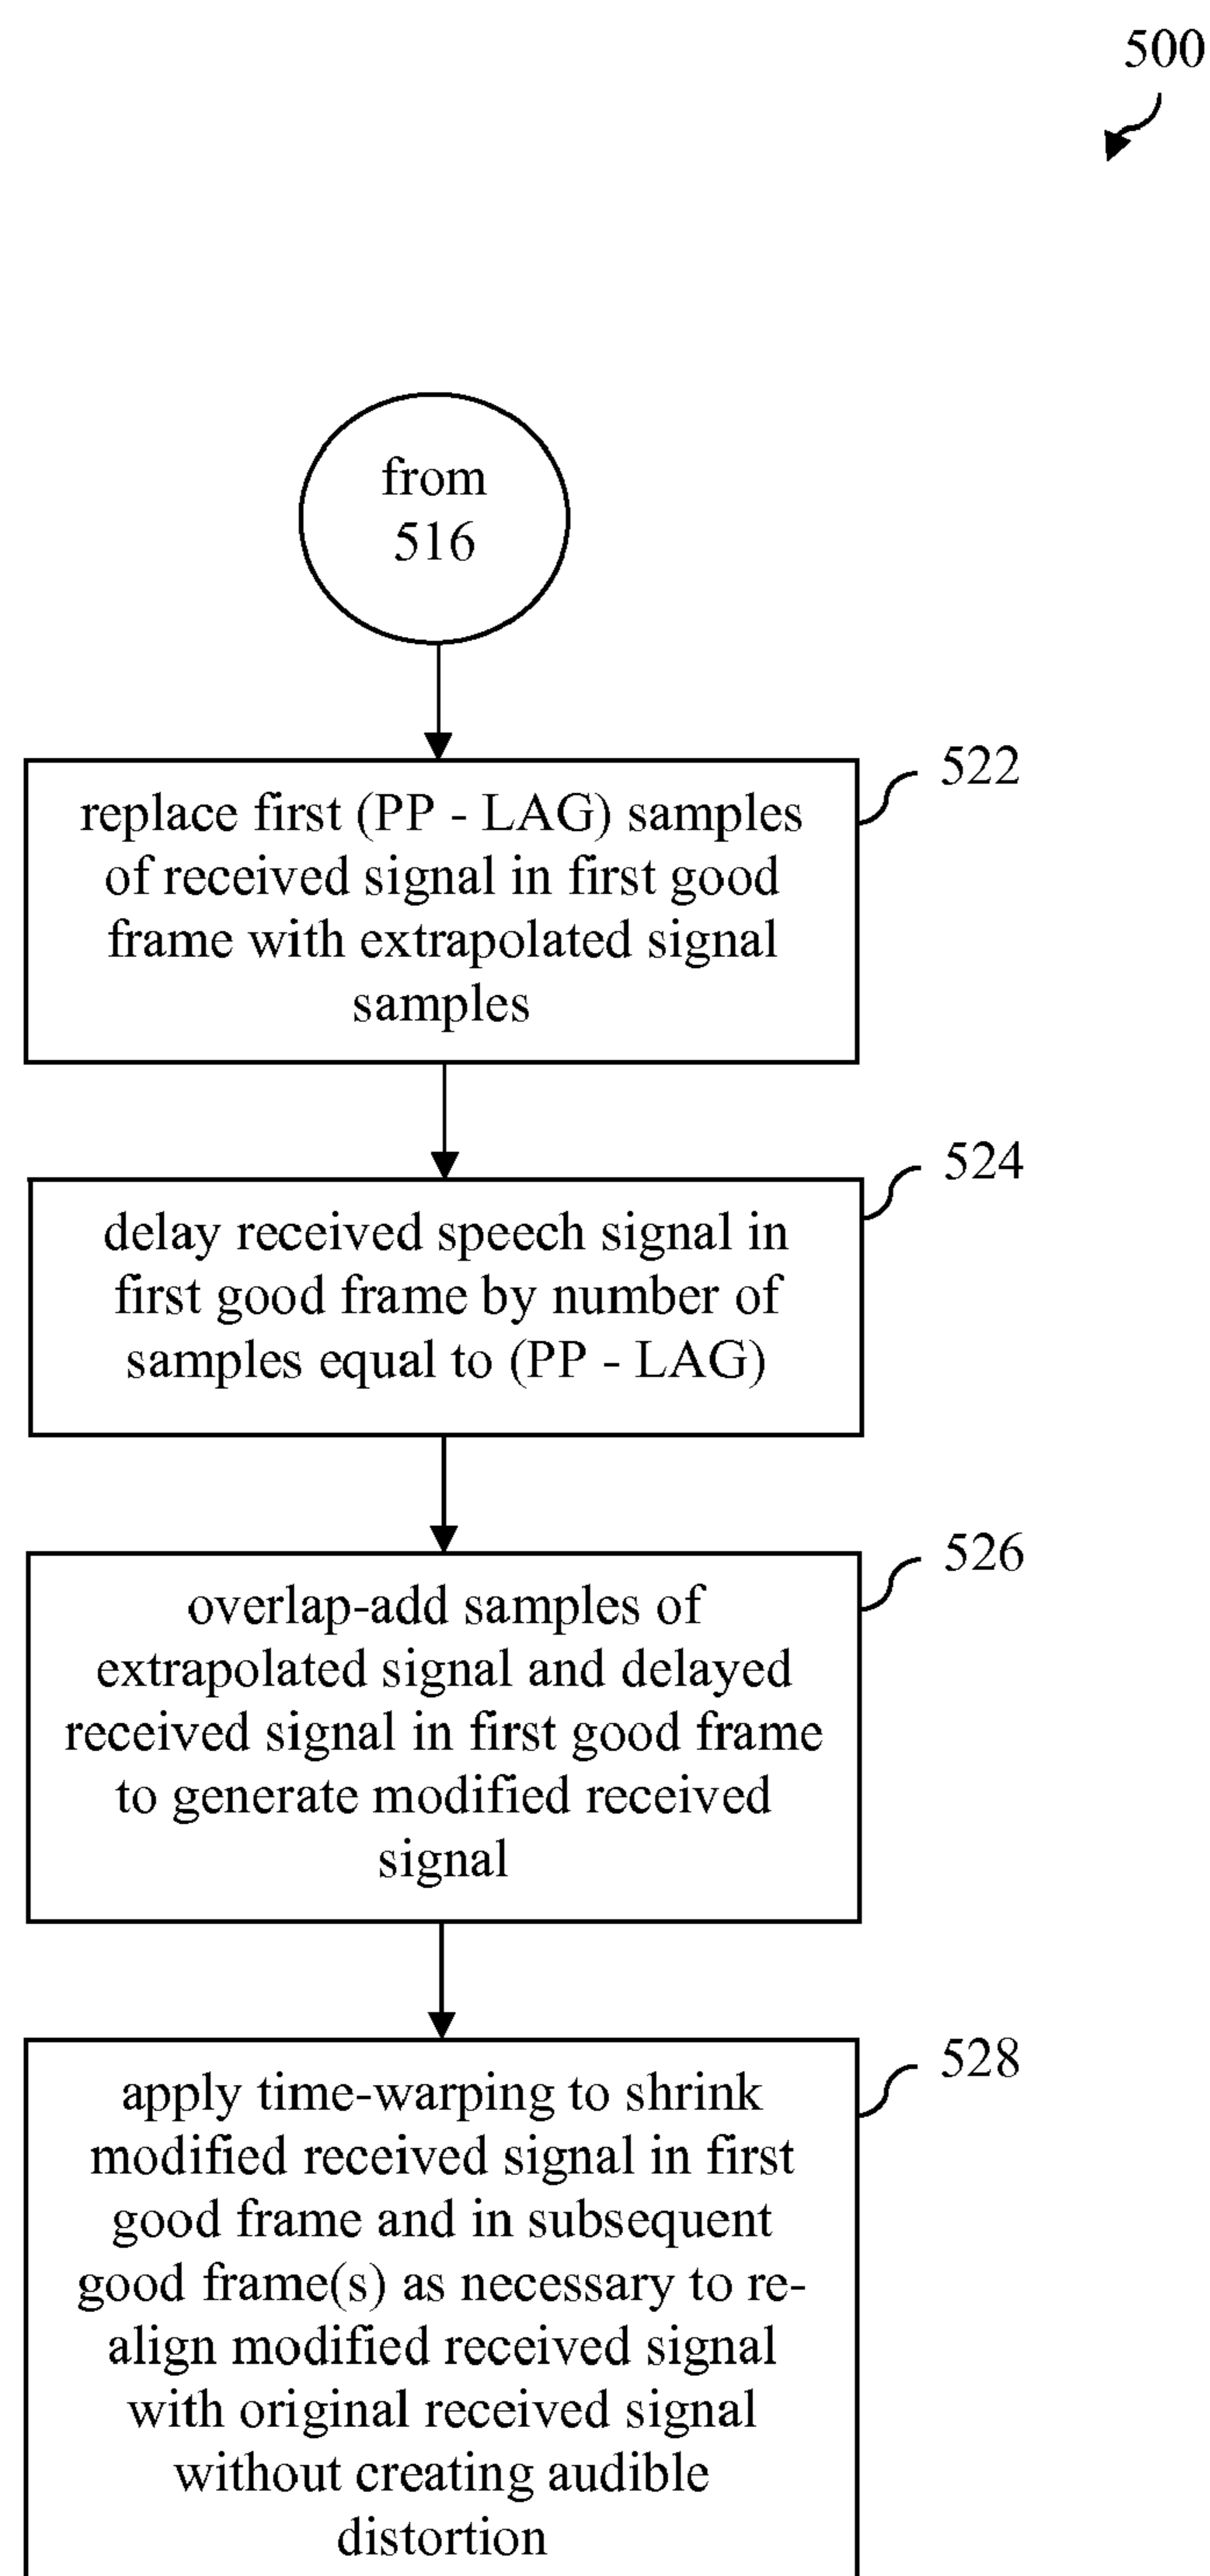 500
from
516
522
replace first (PP - LAG) samples
of received signal in first good
frame with extrapolated signal
samples
524
delay received speech signal in
first good frame by number of
samples equal to (PP - LAG)
526
overlap-add samples of
extrapolated signal and delayed
received signal in first good frame
to generate modified received
signal
528
apply time-warping to shrink
modified received signal in first
good frame and in subsequent
good frame(s) as necessary to re-
align modified received signal
with original received signal
without creating audible
distortion